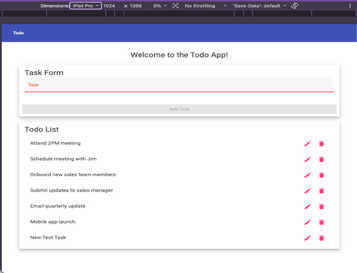 Dimensions: iPad Pro 1024 × 1366 0% No throttling "Save-Data": default
Todo
Welcome to the Todo App!
Task Form
Task
Add Task
Todo List
Attend 2PM meeting
Schedule meeting with Jim
Onboard new sales team members
Submit updates to sales manager
Email quarterly update
Mobile app launch
New Test Task